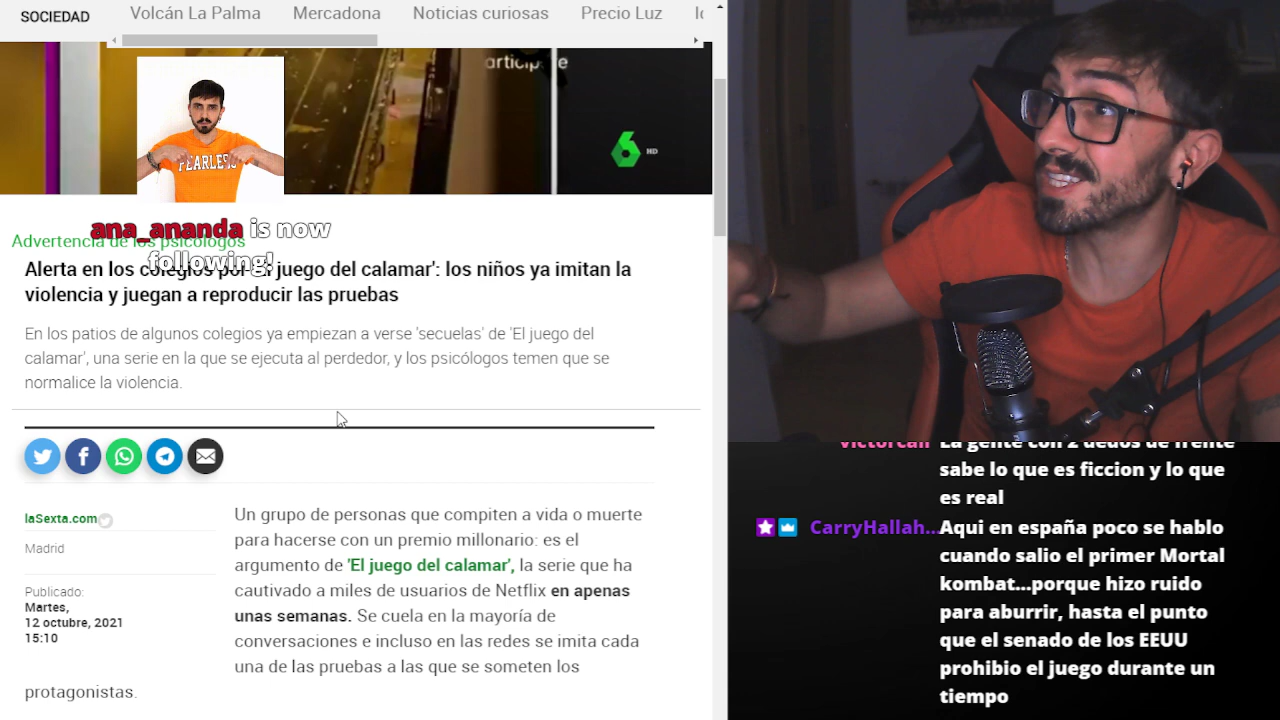 SOCIEDAD
Volcán La Palma
Mercadona
Noticias curiosas
Precio Luz
HD
FEARLESS
ana_ananda is now
following!
Advertencia de los psicólogos
Alerta en los colegios por 'El juego del calamar': los niños ya imitan la
violencia y juegan a reproducir las pruebas
En los patios de algunos colegios ya empiezan a verse 'secuelas' de 'El juego del
calamar', una serie en la que se ejecuta al perdedor, y los psicólogos temen que se
normalice la violencia.
laSexta.com
Madrid
Publicado:
Martes,
12 octubre, 2021
15:10
Un grupo de personas que compiten a vida o muerte
para hacerse con un premio millonario: es el
argumento de 'El juego del calamar', la serie que ha
cautivado a miles de usuarios de Netflix en apenas
unas semanas. Se cuela en la mayoría de
conversaciones e incluso en las redes se imita cada
una de las pruebas a las que se someten los
protagonistas.
La gente con 2 dedos de frente
sabe lo que es ficcion y lo que
es real
CarryHallah... Aqui en españa poco se hablo
cuando salio el primer Mortal
kombat...porque hizo ruido
para aburrir, hasta el punto
que el senado de los EEUU
prohibio el juego durante un
tiempo